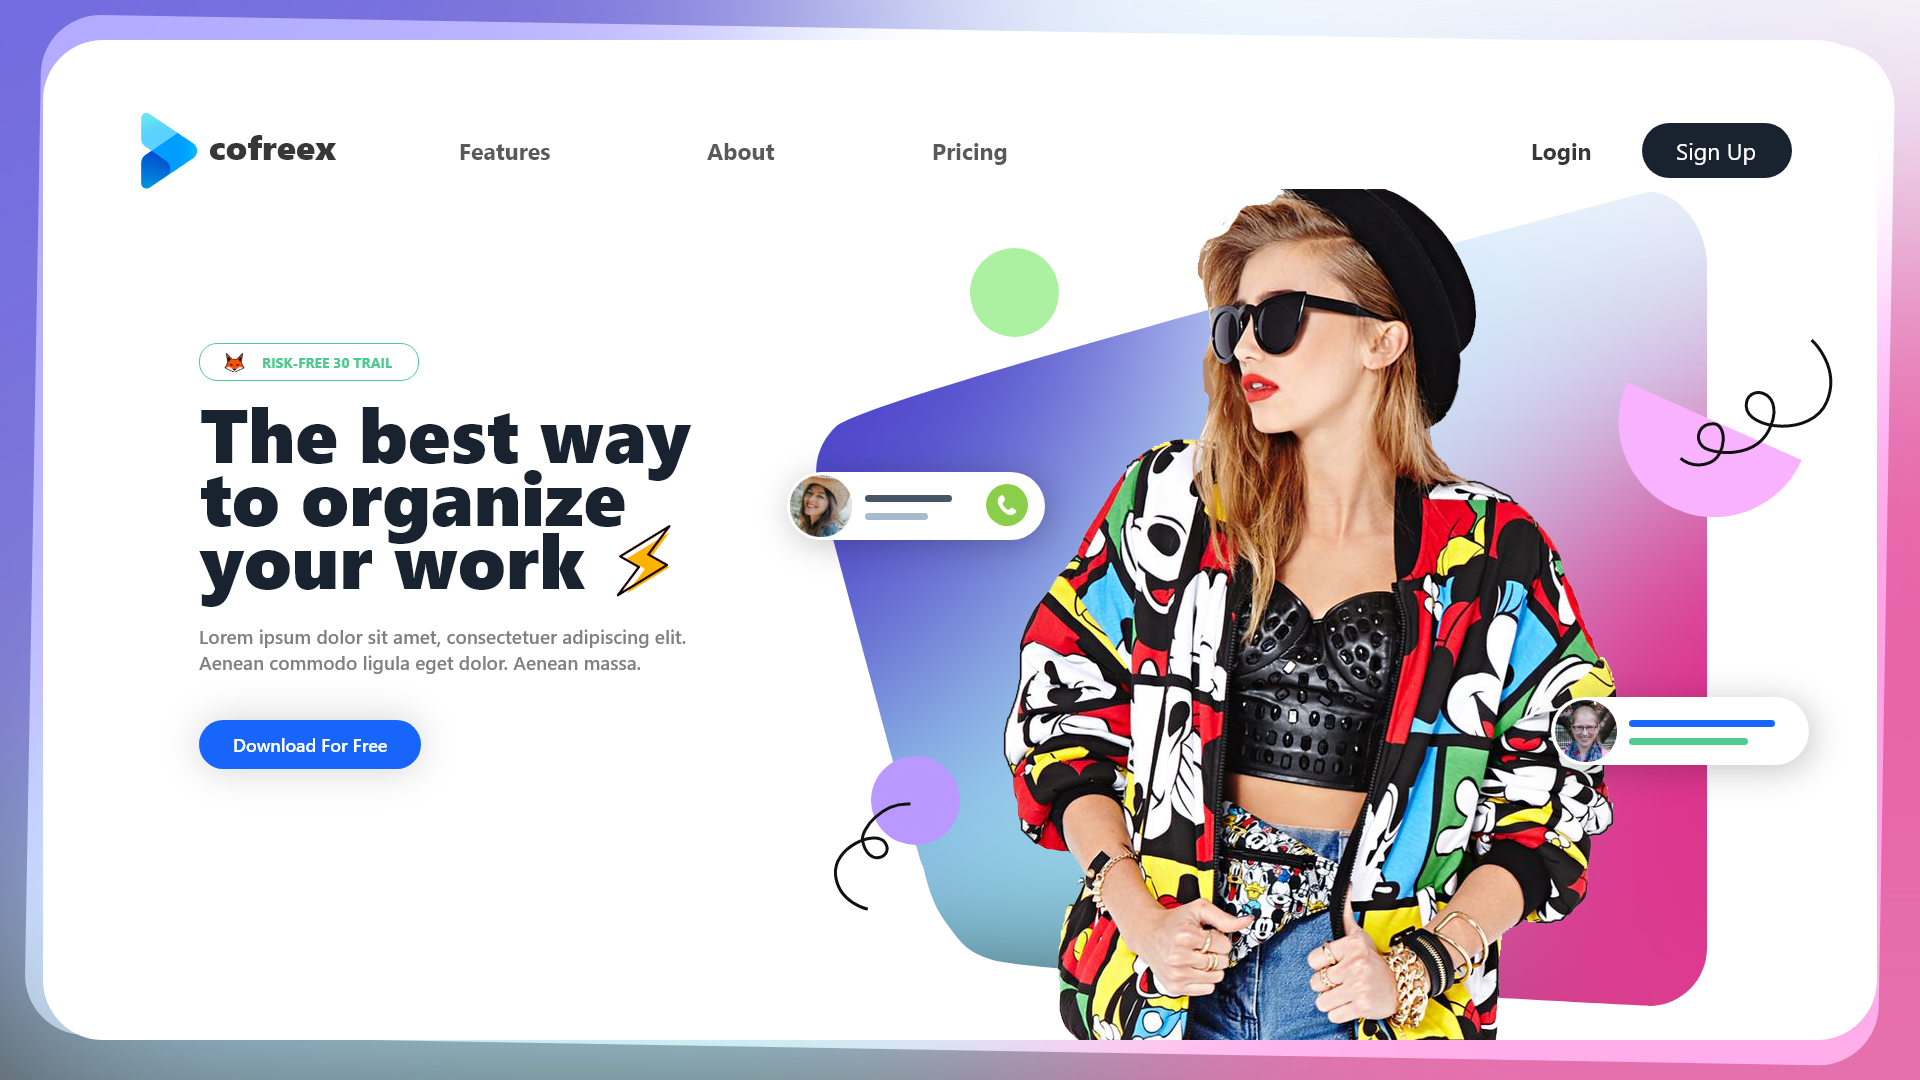 cofreex
Features
About
Pricing
Login
Sign Up
RISK-FREE 30 TRAIL
The best way
to organize
your work
Lorem ipsum dolor sit amet, consectetuer adipiscing elit.
Aenean commodo ligula eget dolor. Aenean massa.
Download For Free